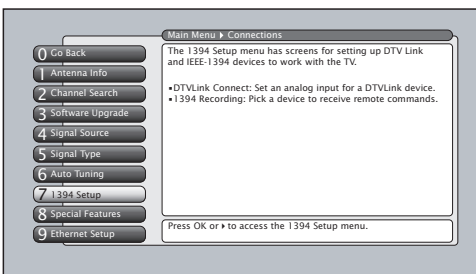 Main Menu ▸ Connections
0 Go Back
1 Antenna Info
2 Channel Search
3 Software Upgrade
4 Signal Source
5 Signal Type
6 Auto Tuning
7 1394 Setup
8 Special Features
9 Ethernet Setup
The 1394 Setup menu has screens for setting up DTV Link
and IEEE-1394 devices to work with the TV.
▪DTVLink Connect: Set an analog input for a DTVLink device.
▪1394 Recording: Pick a device to receive remote commands.
Press OK or ▸ to access the 1394 Setup menu.